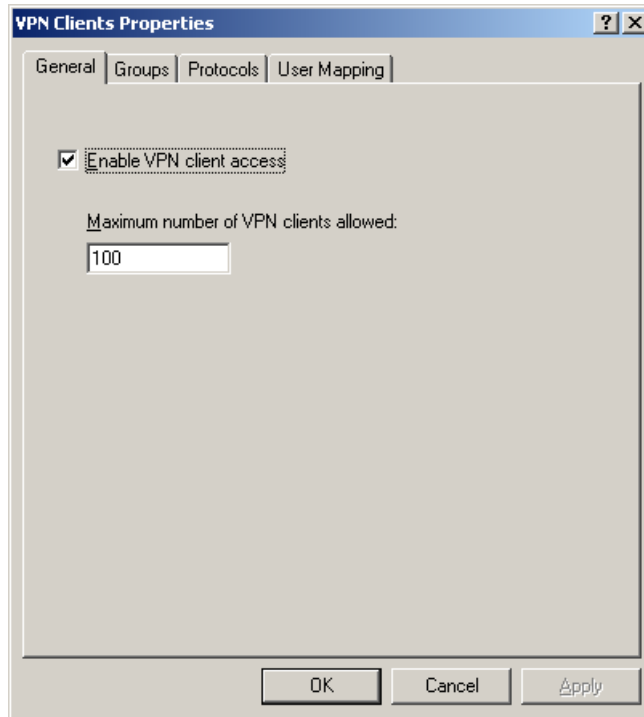 VPN Clients Properties
General Groups Protocols User Mapping
Enable VPN client access
Maximum number of VPN clients allowed:
100
OK Cancel Apply